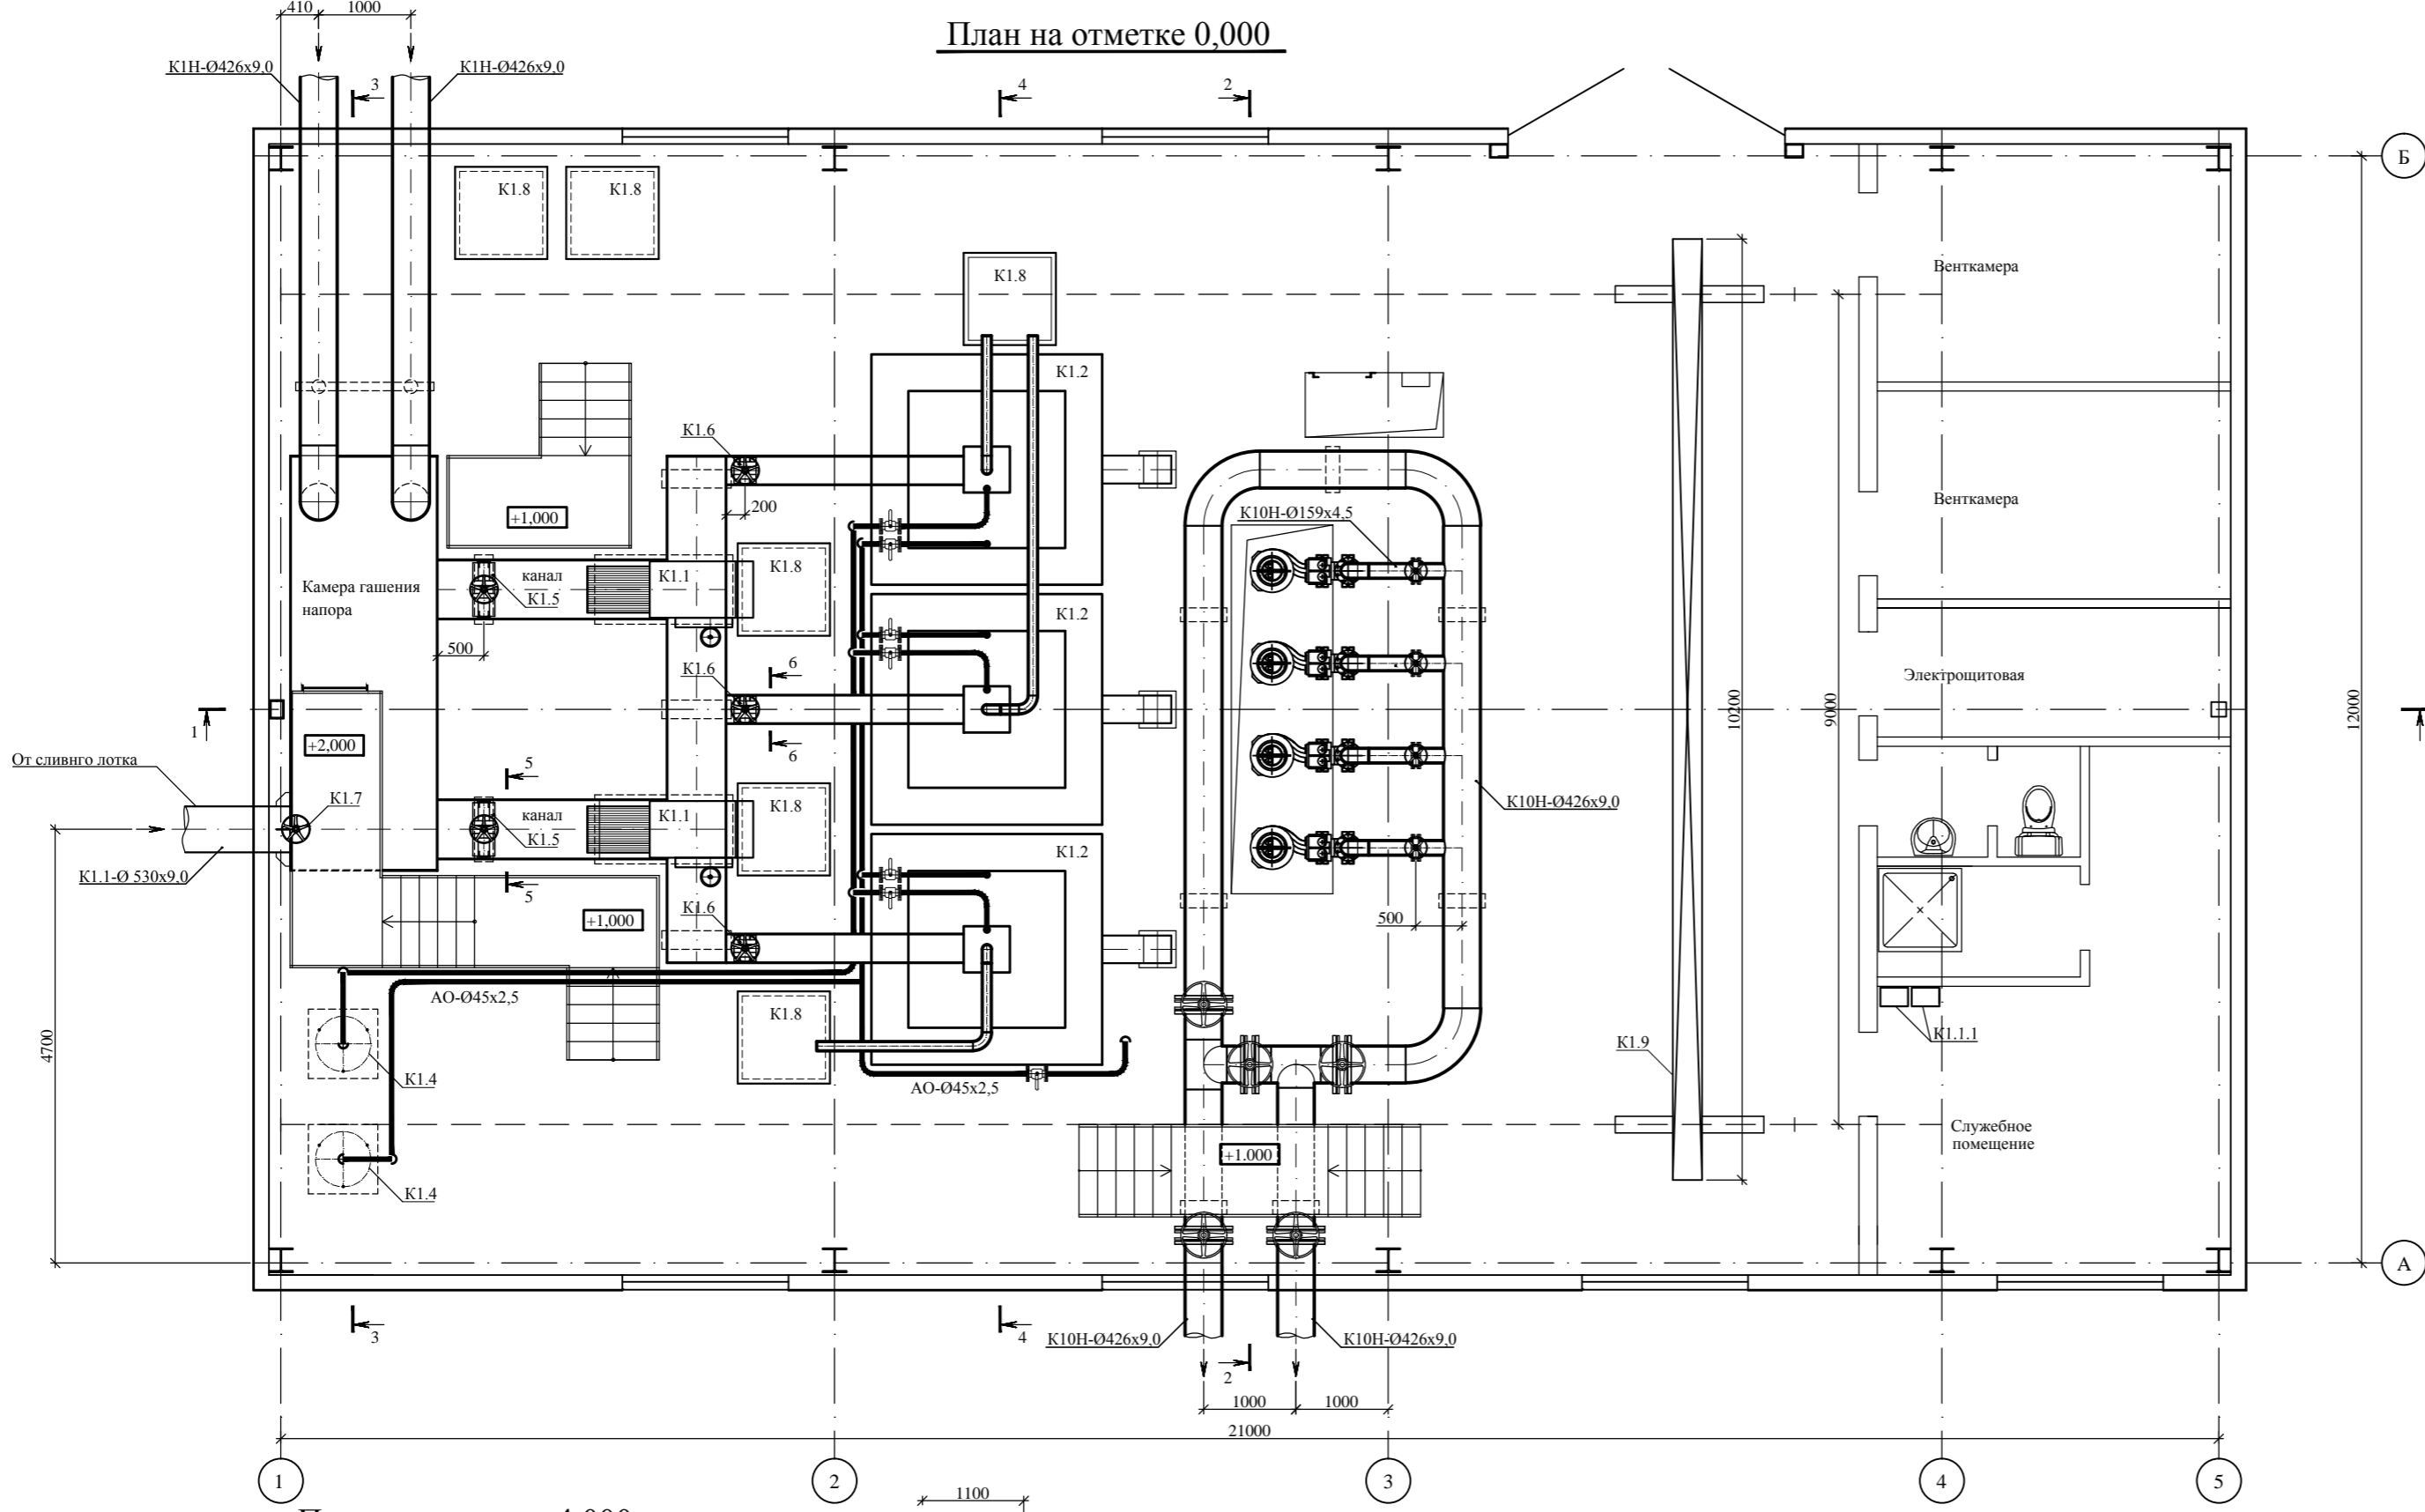 План на отметке 0,000
410
1000
К1Н-Ø426х9,0
К1Н-Ø426х9,0
3
4
2
Б
К1.8
К1.8
К1.8
Венткамера
К1.2
К1.6
+1,000
200
К10Н-Ø159х4,5
Венткамера
Камера гашения
напора
канал
К1.5
К1.1
К1.8
К1.2
500
К1.6
6
Электрощитовая
10200
9000
12000
1
+2,000
6
От сливнго лотка
5
К1.7
канал
К1.5
К1.1
К1.8
К10Н-Ø426х9,0
К1.2
К1.1-Ø 530х9,0
5
+1,000
К1.6
500
АО-Ø45х2,5
К1.8
4700
К1.4
АО-Ø45х2,5
К1.9
К1.1.1
+1.000
Служебное
помещение
К1.4
А
3
4
К10Н-Ø426х9,0
К10Н-Ø426х9,0
2
1000
1000
21000
1
2
3
4
5
1100